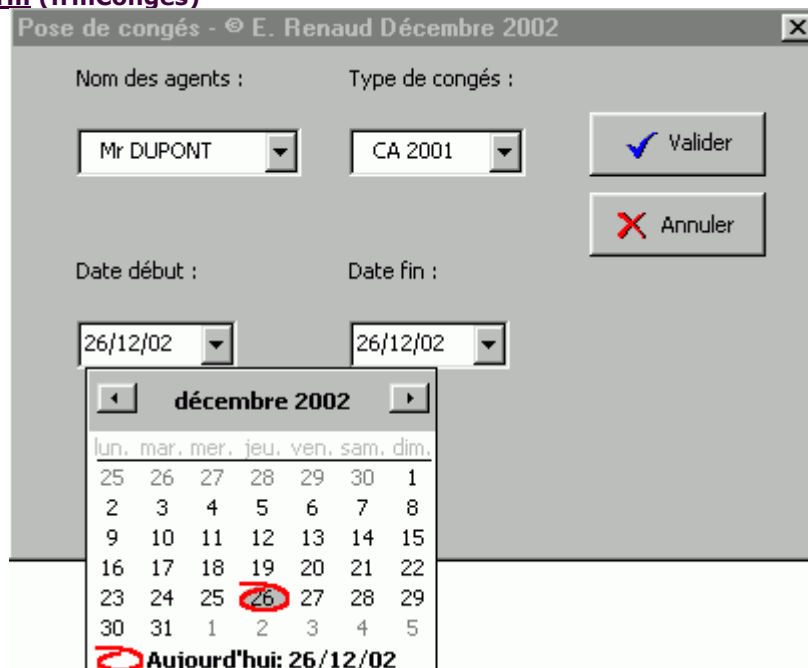 (frmCongés)
Pose de congé - © E. Renaud Décembre 2002
Nom des agents :
Type de congés :
Mr DUPONT
CA 2001
Valider
Annuler
Date début :
Date fin :
26/12/02
26/12/02
décembre 2002
lun. mar. mer. jeu. ven. sam. dim.
25 26 27 28 29 30 1
2 3 4 5 6 7 8
9 10 11 12 13 14 15
16 17 18 19 20 21 22
23 24 25 26 27 28 29
30 31 1 2 3 4 5
Aujourd'hui: 26/12/02